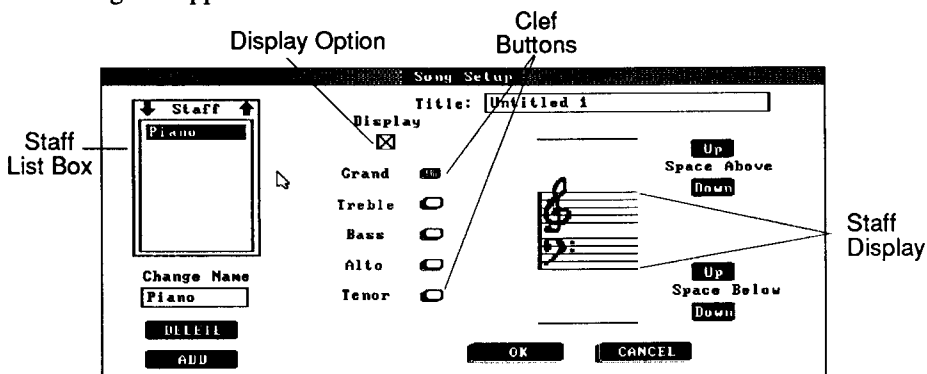 Display Option
Clef
Buttons
Song Setup
Title: Untitled 1
Staff
Display
Piano
Staff
List Box
Grand
Treble
Bass
Alto
Tenor
Up
Space Above
Down
Staff
Display
Up
Space Below
Down
Change Name
Piano
DELETE
ADD
OK
CANCEL